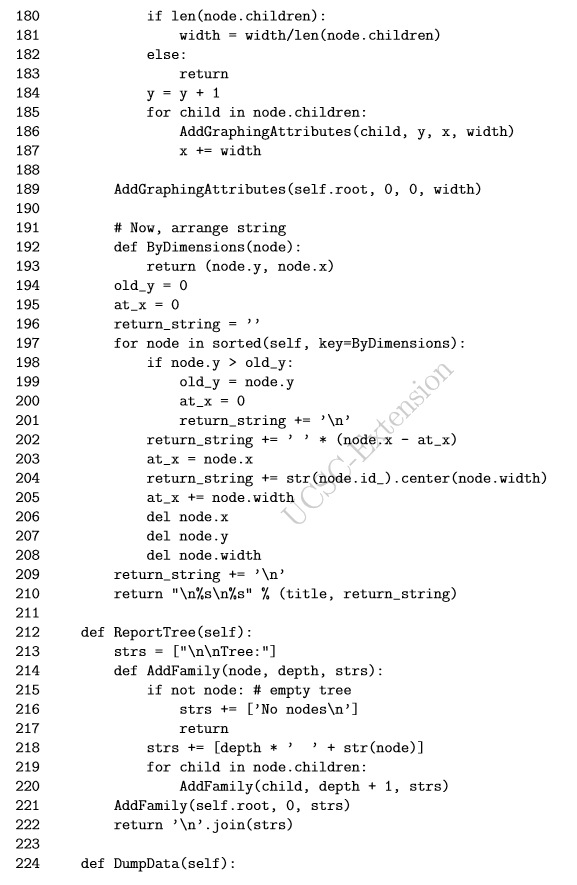 180             if len(node.children):
181                 width = width/len(node.children)
182             else:
183                 return
184             y = y + 1
185             for child in node.children:
186                 AddGraphingAttributes(child, y, x, width)
187                 x += width
188
189         AddGraphingAttributes(self.root, 0, 0, width)
190
191         # Now, arrange string
192         def ByDimensions(node):
193             return (node.y, node.x)
194         old_y = 0
195         at_x = 0
196         return_string = ''
197         for node in sorted(self, key=ByDimensions):
198             if node.y > old_y:
199                 old_y = node.y
200                 at_x = 0
201                 return_string += '\n'
202             return_string += ' ' * (node.x - at_x)
203             at_x = node.x
204             return_string += str(node.id_).center(node.width)
205             at_x += node.width
206             del node.x
207             del node.y
208             del node.width
209         return_string += '\n'
210         return "\n%s\n%s" % (title, return_string)
211
212     def ReportTree(self):
213         strs = ["\n\nTree:"]
214         def AddFamily(node, depth, strs):
215             if not node: # empty tree
216                 strs += ['No nodes\n']
217                 return
218             strs += [depth * '  ' + str(node)]
219             for child in node.children:
220                 AddFamily(child, depth + 1, strs)
221         AddFamily(self.root, 0, strs)
222         return '\n'.join(strs)
223
224     def DumpData(self):
UCSC-Extension